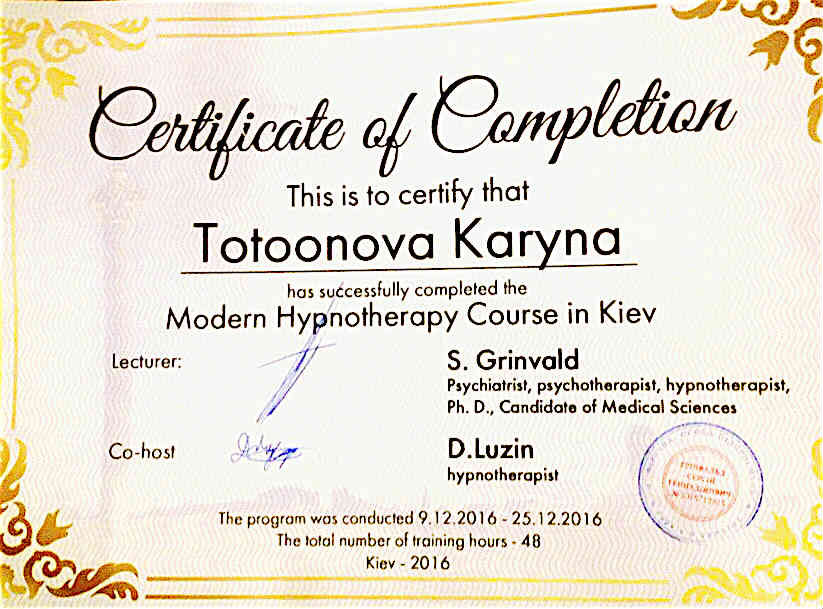 Certificate of Completion
This is to certify that
Totoonova Karyna
has successfully completed the
Modern Hypnotherapy Course in Kiev
Lecturer:
S. Grinvald
Psychiatrist, psychotherapist, hypnotherapist,
Ph. D., Candidate of Medical Sciences
Co-host
D.Luzin
hypnotherapist
The program was conducted 9.12.2016 - 25.12.2016
The total number of training hours - 48
Kiev - 2016